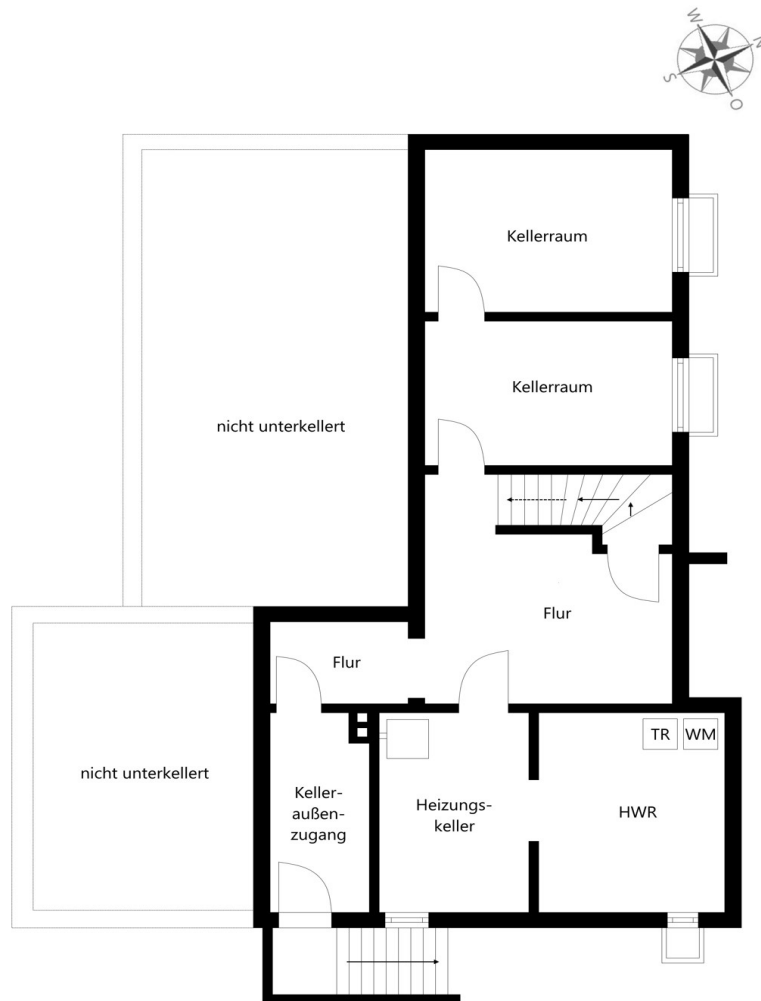 W
N
S
O
Kellerraum
Kellerraum
nicht unterkellert
Flur
Flur
TR
WM
nicht unterkellert
Keller-
außen-
zugang
Heizungs-
keller
HWR